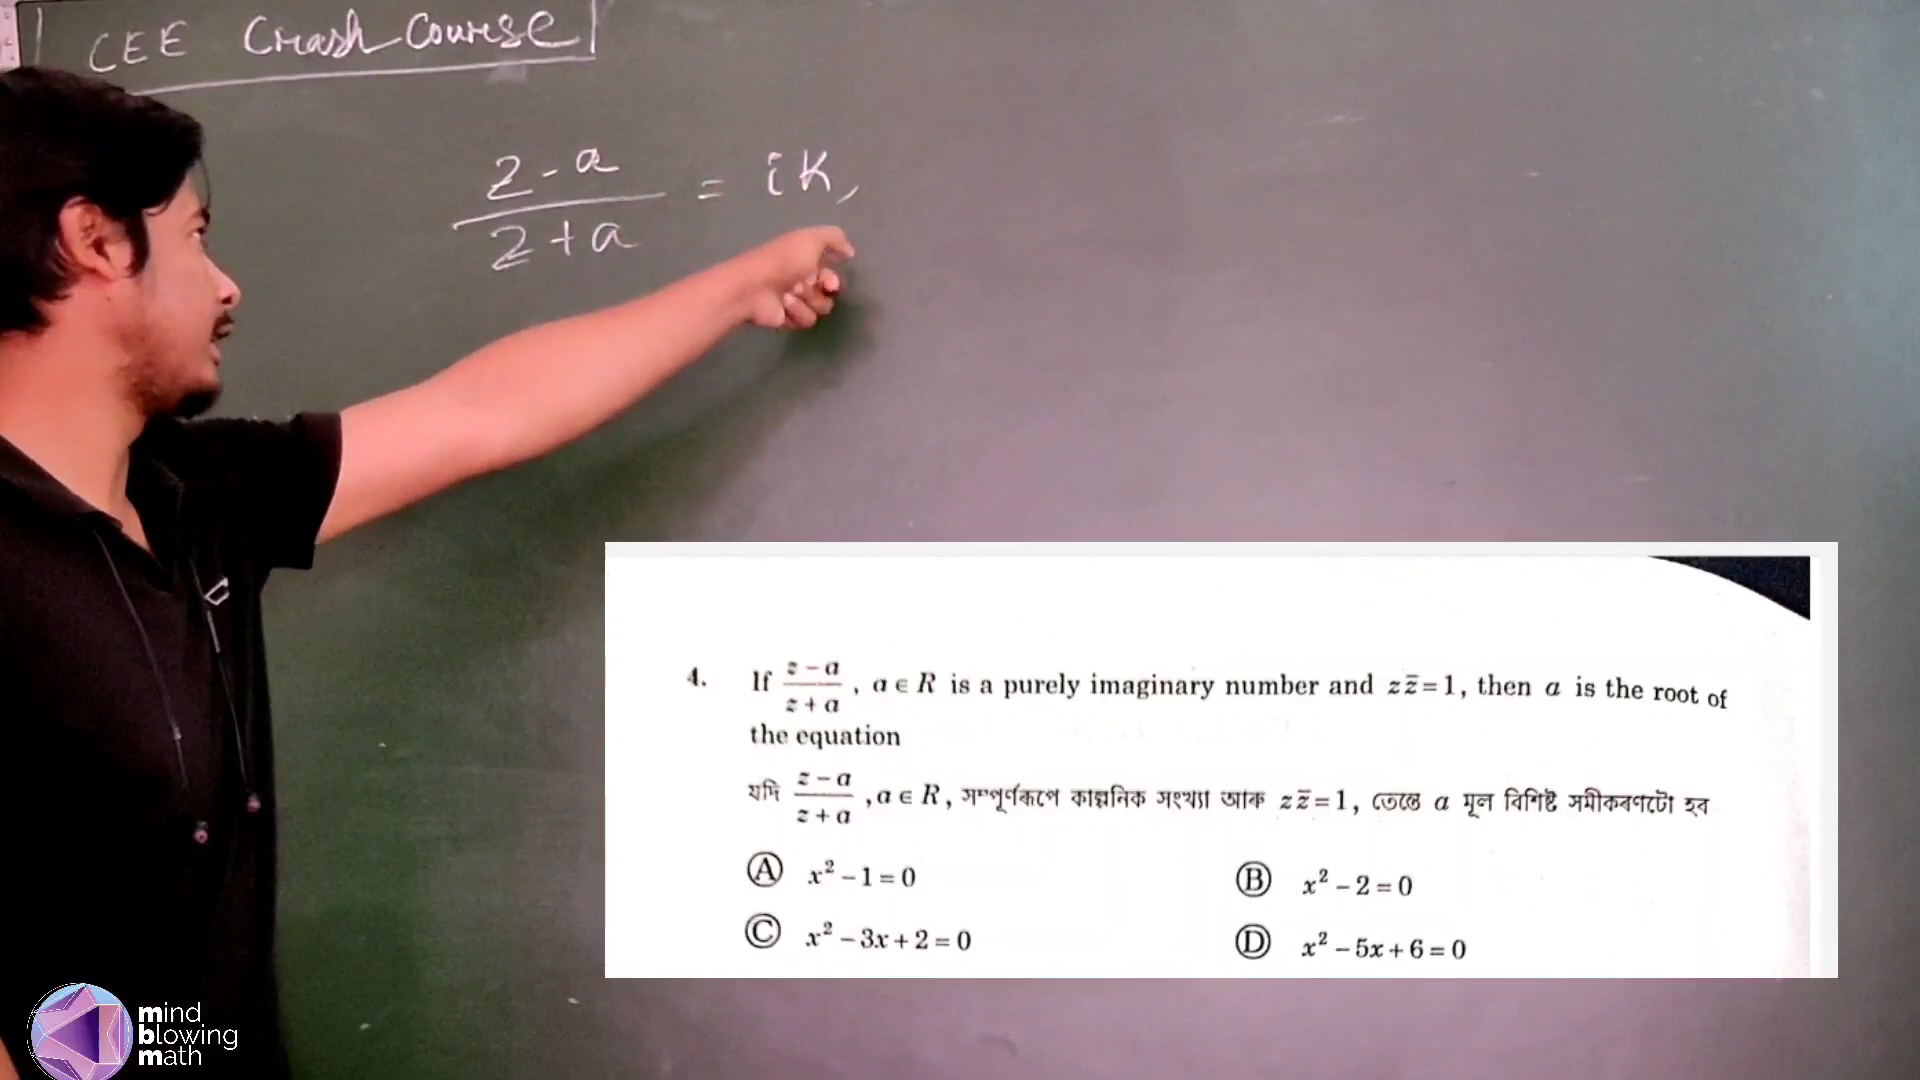 CEE Crash Course
z - a
z + a
= iK,
4. If (z - a)/(z + a), a ∈ R is a purely imaginary number and z z̄ = 1, then a is the root of
the equation
যদি (z - a)/(z + a), a ∈ R, সম্পূৰ্ণৰূপে কাল্পনিক সংখ্যা আৰু z z̄ = 1, তেন্তে a মূল বিশিষ্ট সমীকৰণটো হ'ব
Ⓐ x² - 1 = 0
Ⓑ x² - 2 = 0
Ⓒ x² - 3x + 2 = 0
Ⓓ x² - 5x + 6 = 0
mind
blowing
math